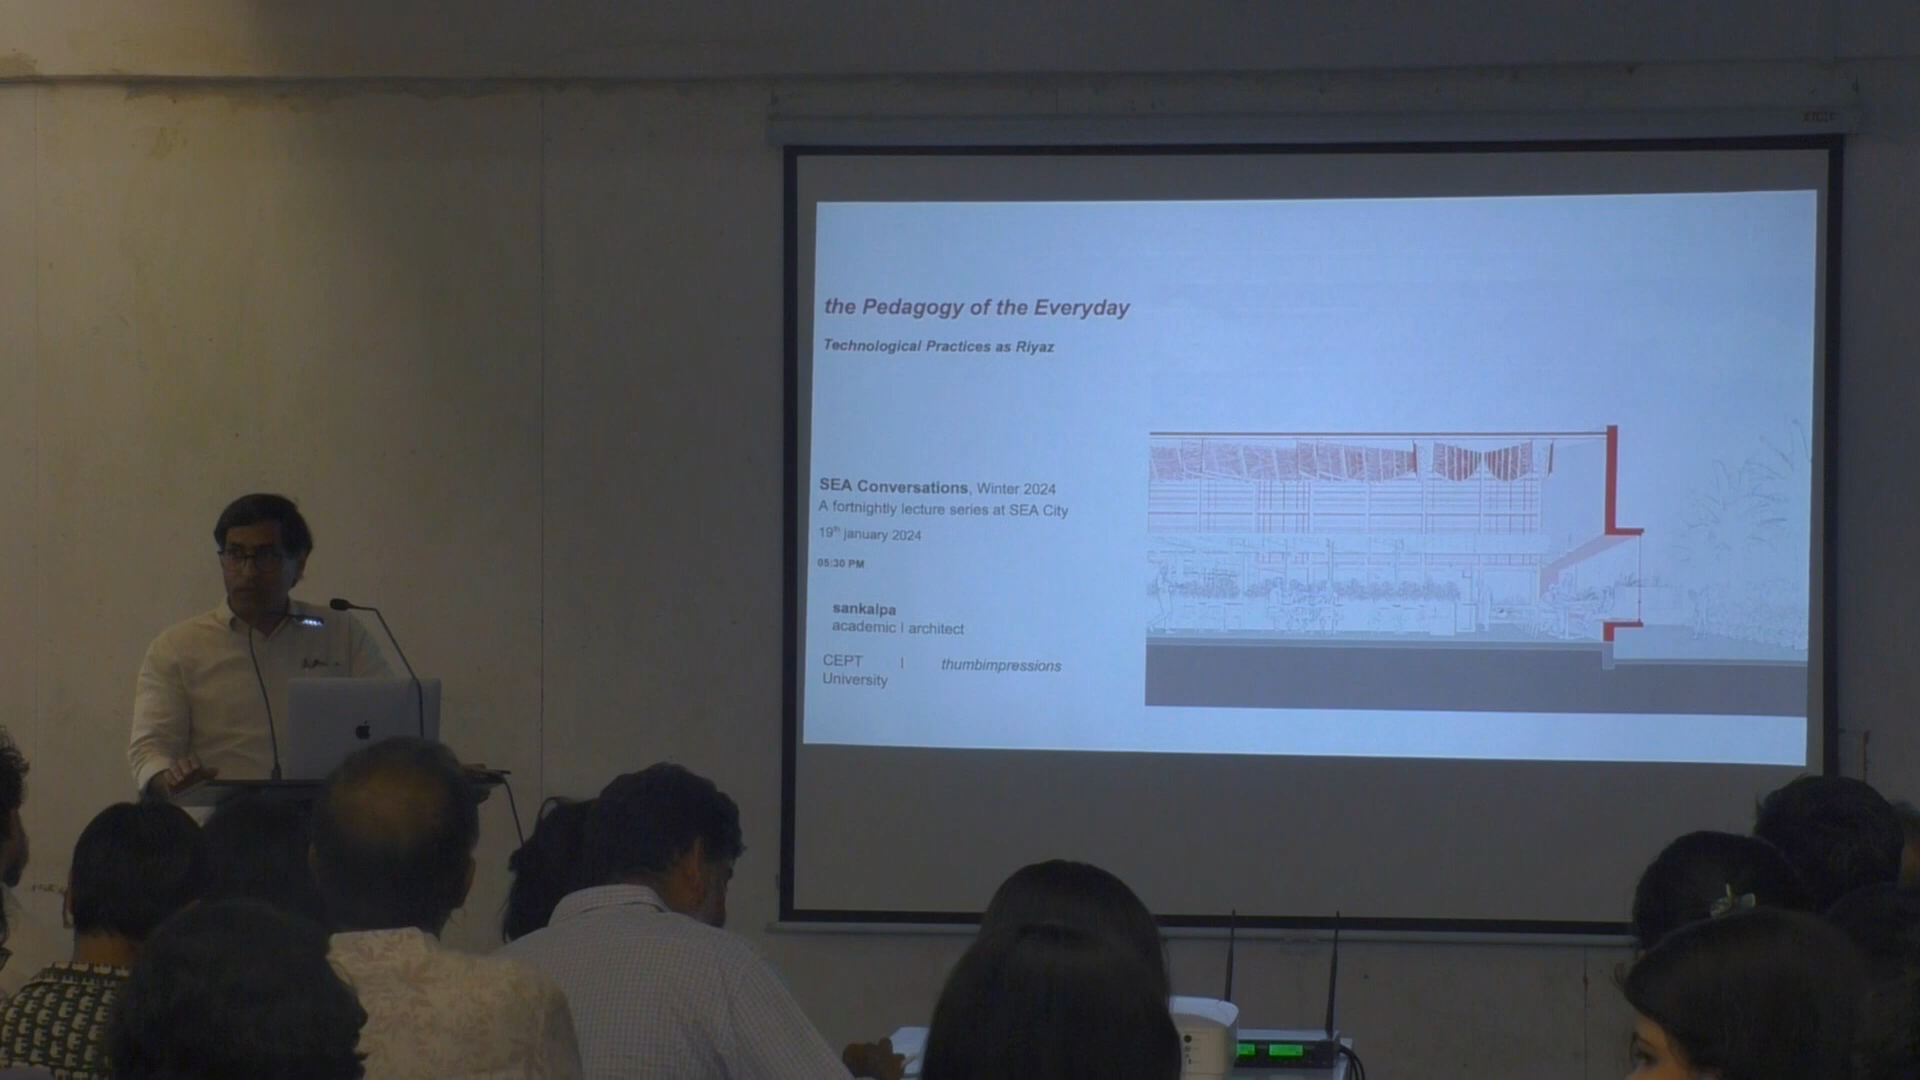 the Pedagogy of the Everyday
Technological Practices as Riyaz
SEA Conversations, Winter 2024
A fortnightly lecture series at SEA City
19th january 2024
05:30 PM
sankalpa
academic | architect
CEPT | thumbimpressions
University